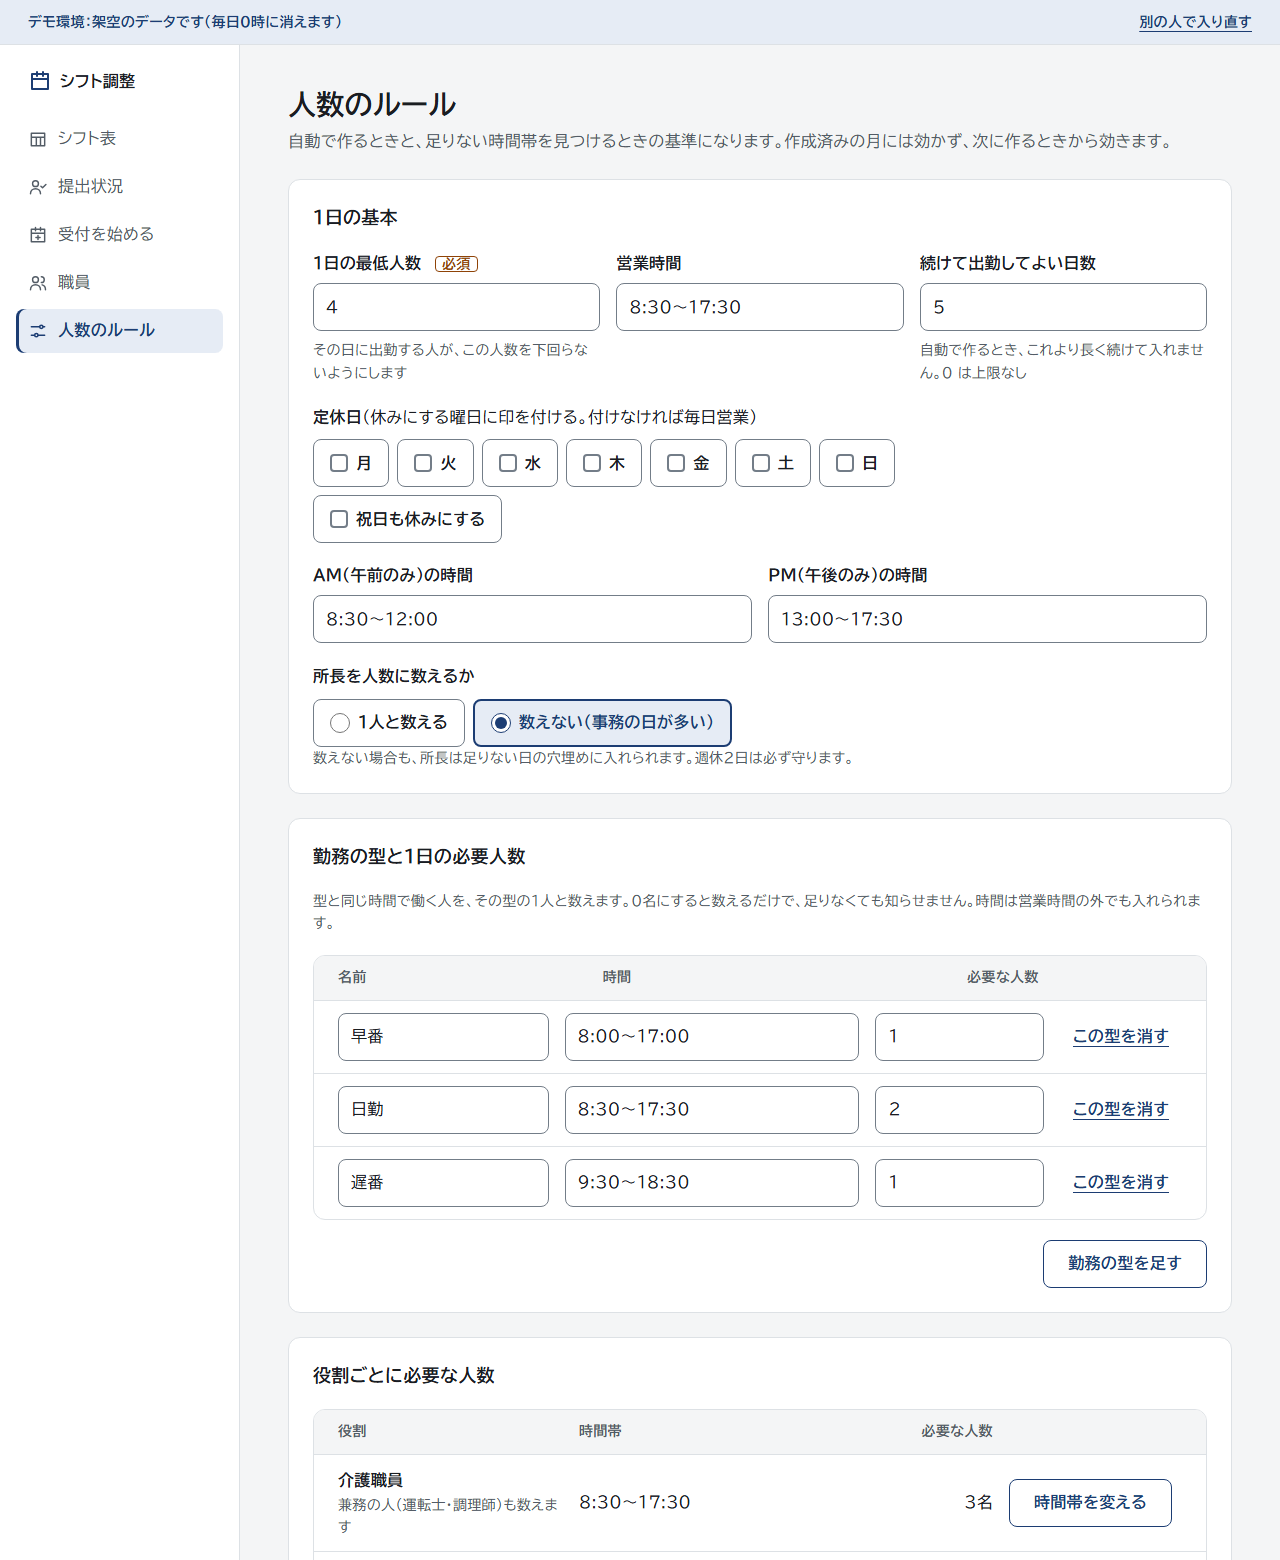 デモ環境：架空のデータです（毎日0時に消えます）
別の人で入り直す
シフト調整
シフト表
提出状況
受付を始める
職員
人数のルール
人数のルール
自動で作るときと、足りない時間帯を見つけるときの基準になります。作成済みの月には効かず、次に作るときから効きます。
1日の基本
1日の最低人数 必須
営業時間
続けて出勤してよい日数
4
8:30〜17:30
5
その日に出勤する人が、この人数を下回らな
いようにします
自動で作るとき、これより長く続けて入れませ
ん。0 は上限なし
定休日（休みにする曜日に印を付ける。付けなければ毎日営業）
月
火
水
木
金
土
日
祝日も休みにする
AM（午前のみ）の時間
PM（午後のみ）の時間
8:30〜12:00
13:00〜17:30
所長を人数に数えるか
1人と数える
数えない（事務の日が多い）
数えない場合も、所長は足りない日の穴埋めに入れられます。週休2日は必ず守ります。
勤務の型と1日の必要人数
型と同じ時間で働く人を、その型の1人と数えます。0名にすると数えるだけで、足りなくても知らせません。時間は営業時間の外でも入れられま
す。
名前 時間 必要な人数
早番 8:00〜17:00 1 この型を消す
日勤 8:30〜17:30 2 この型を消す
遅番 9:30〜18:30 1 この型を消す
勤務の型を足す
役割ごとに必要な人数
役割 時間帯 必要な人数
介護職員
兼務の人（運転士・調理師）も数えま
す
8:30〜17:30
3名
時間帯を変える